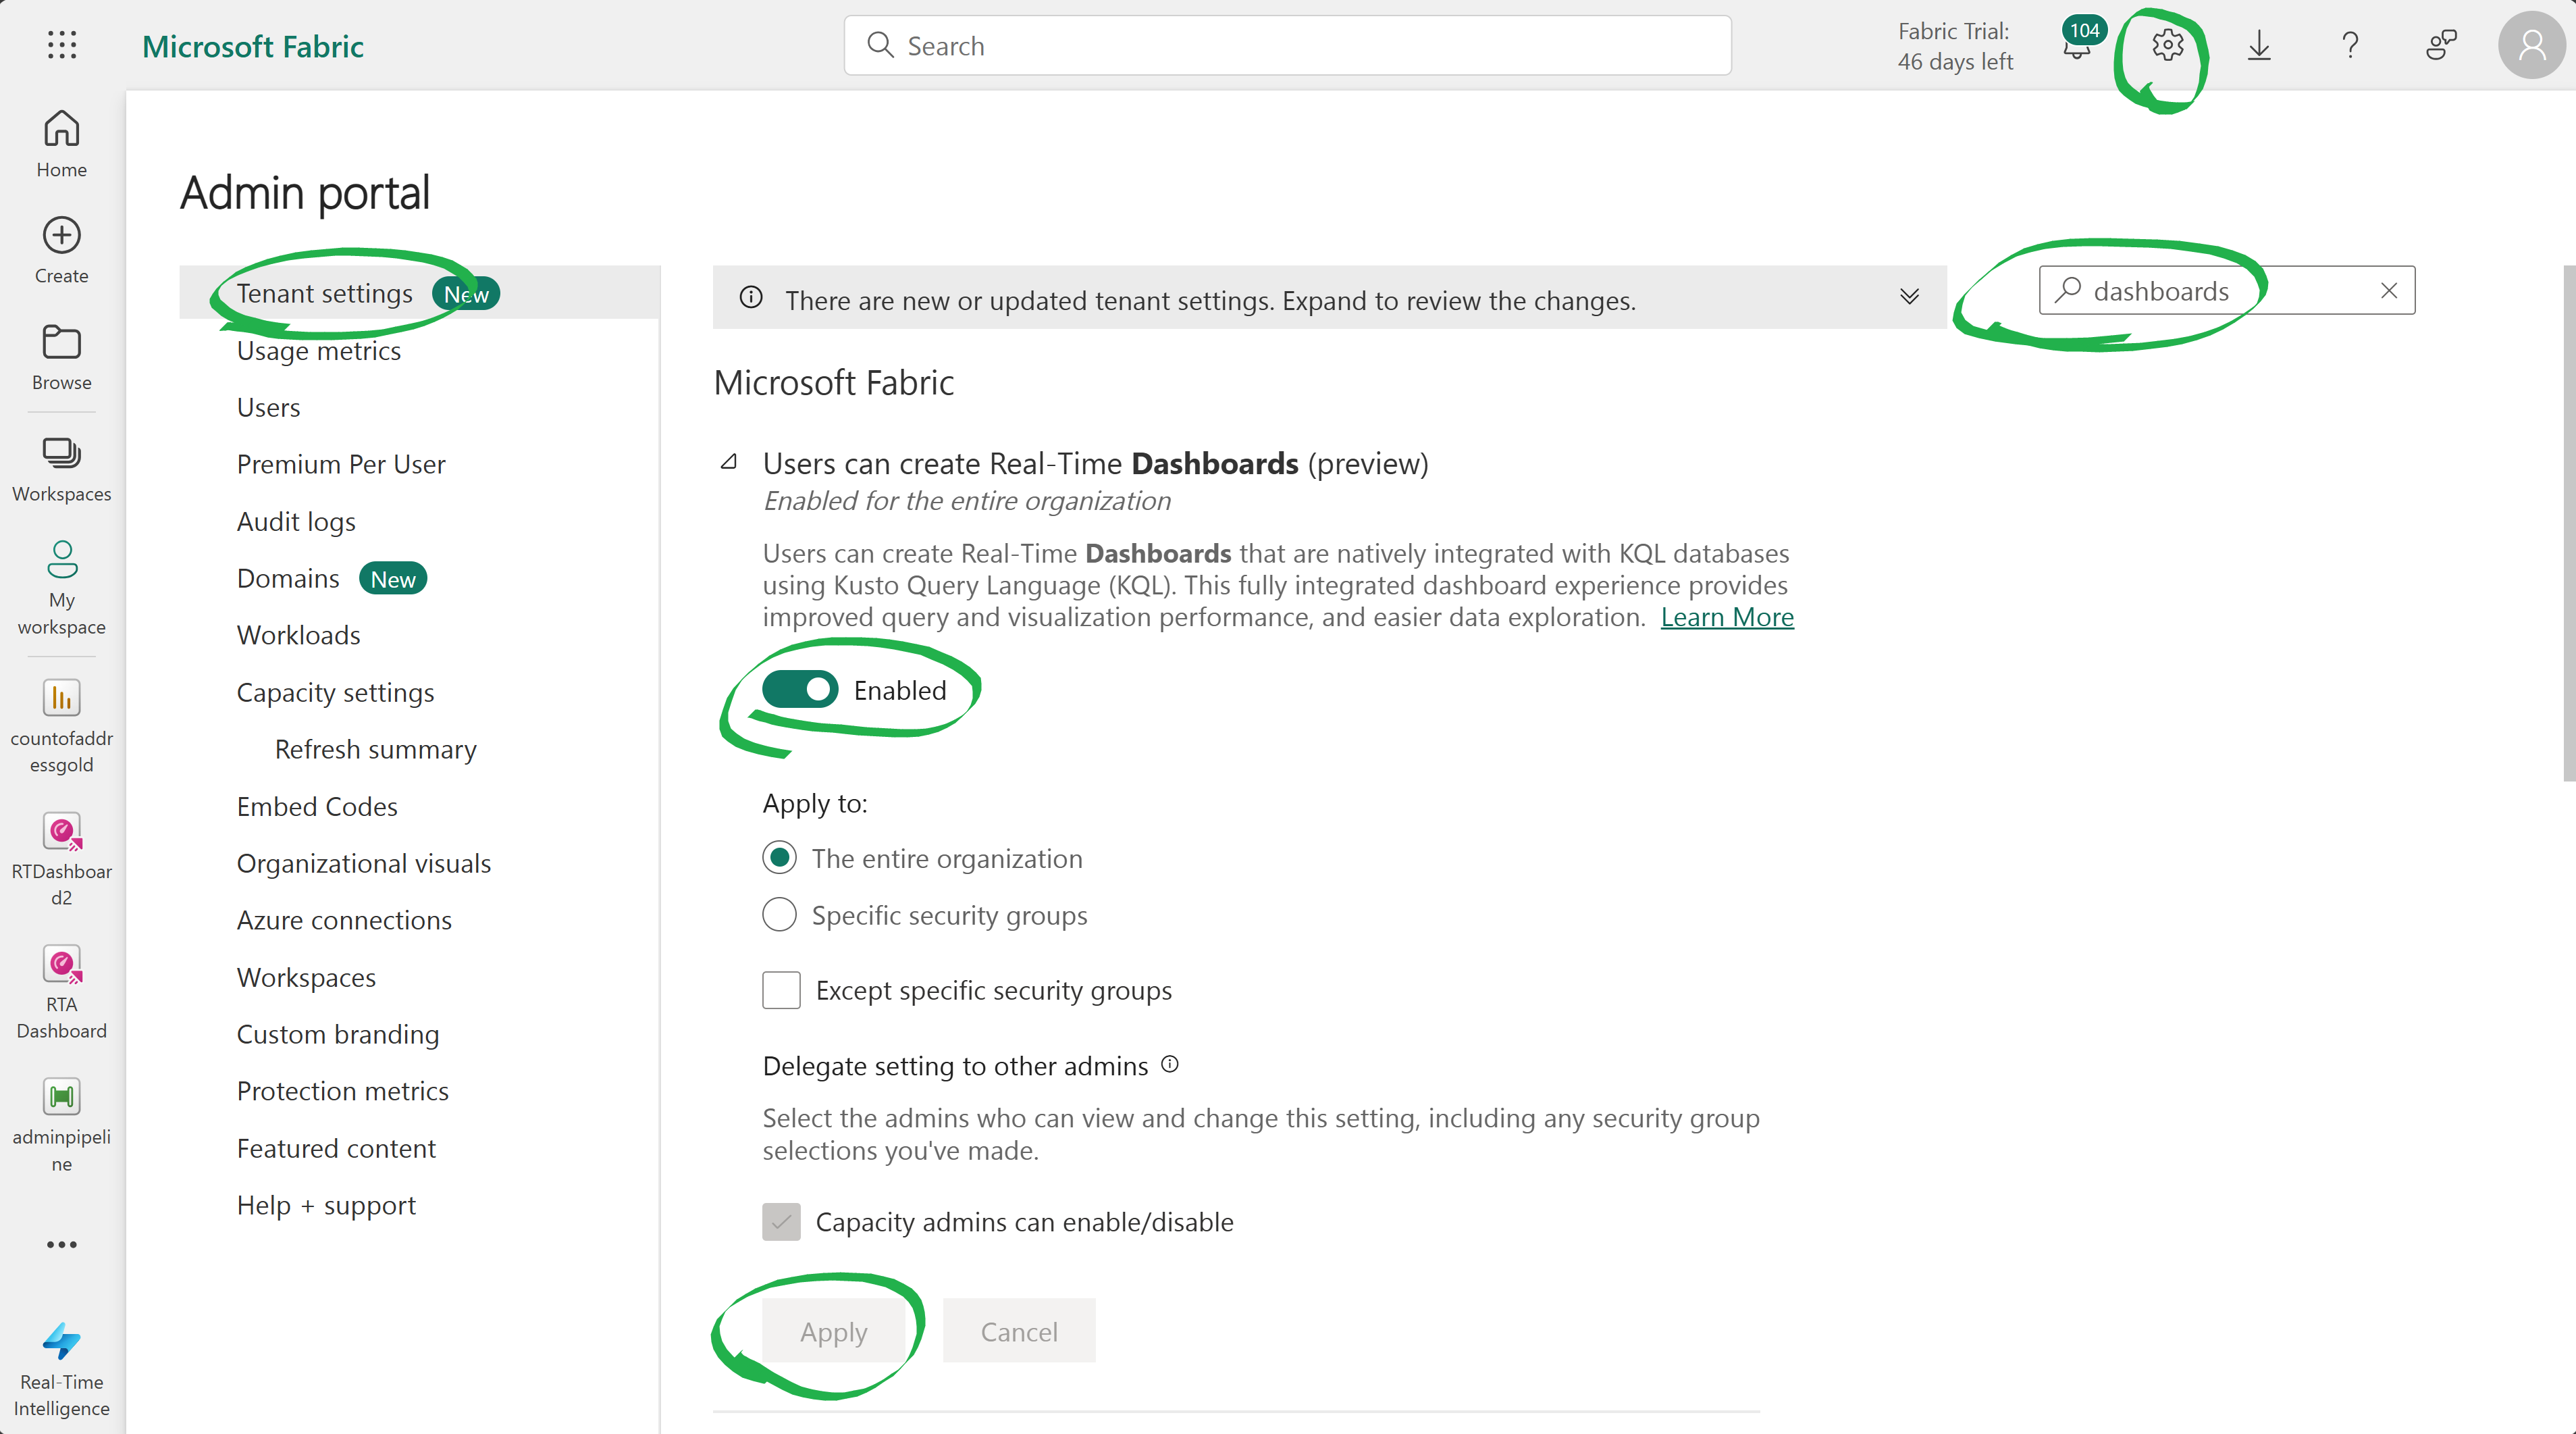 Microsoft Fabric
Search
Fabric Trial:
46 days left
104
Home
Create
Browse
Workspaces
My
workspace
countofaddr
essgold
RTDashboar
d2
RTA
Dashboard
adminpipeli
ne
Real-Time
Intelligence
Admin portal
Tenant settings New
Usage metrics
Users
Premium Per User
Audit logs
Domains New
Workloads
Capacity settings
Refresh summary
Embed Codes
Organizational visuals
Azure connections
Workspaces
Custom branding
Protection metrics
Featured content
Help + support
There are new or updated tenant settings. Expand to review the changes.
dashboards
Microsoft Fabric
Users can create Real-Time Dashboards (preview)
Enabled for the entire organization
Users can create Real-Time Dashboards that are natively integrated with KQL databases
using Kusto Query Language (KQL). This fully integrated dashboard experience provides
improved query and visualization performance, and easier data exploration. Learn More
Enabled
Apply to:
The entire organization
Specific security groups
Except specific security groups
Delegate setting to other admins
Select the admins who can view and change this setting, including any security group
selections you've made.
Capacity admins can enable/disable
Apply
Cancel